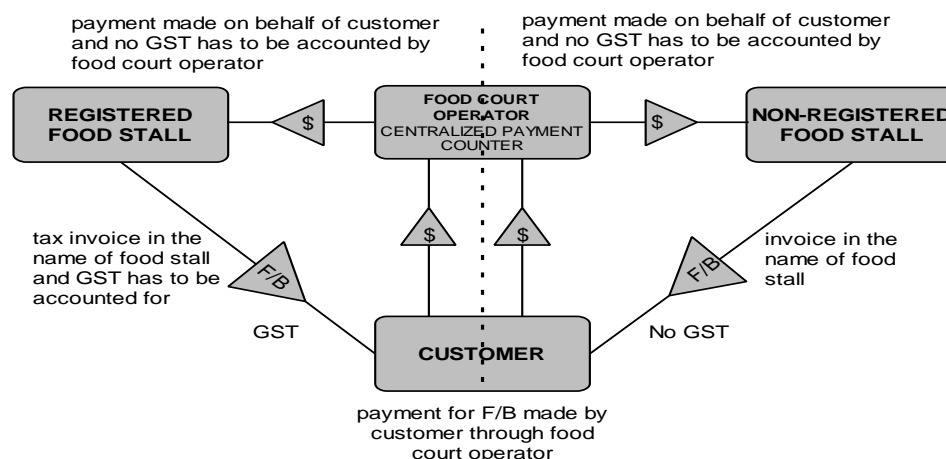 payment made on behalf of customer
and no GST has to be accounted by
food court operator
payment made on behalf of customer
and no GST has to be accounted by
food court operator
REGISTERED
FOOD STALL
$
FOOD COURT
OPERATOR
CENTRALIZED PAYMENT
COUNTER
$
NON-REGISTERED
FOOD STALL
$
$
tax invoice in the
name of food stall
and GST has to be
accounted for
F/B
F/B
invoice in the
name of food
stall
GST
No GST
CUSTOMER
payment for F/B made by
customer through food
court operator